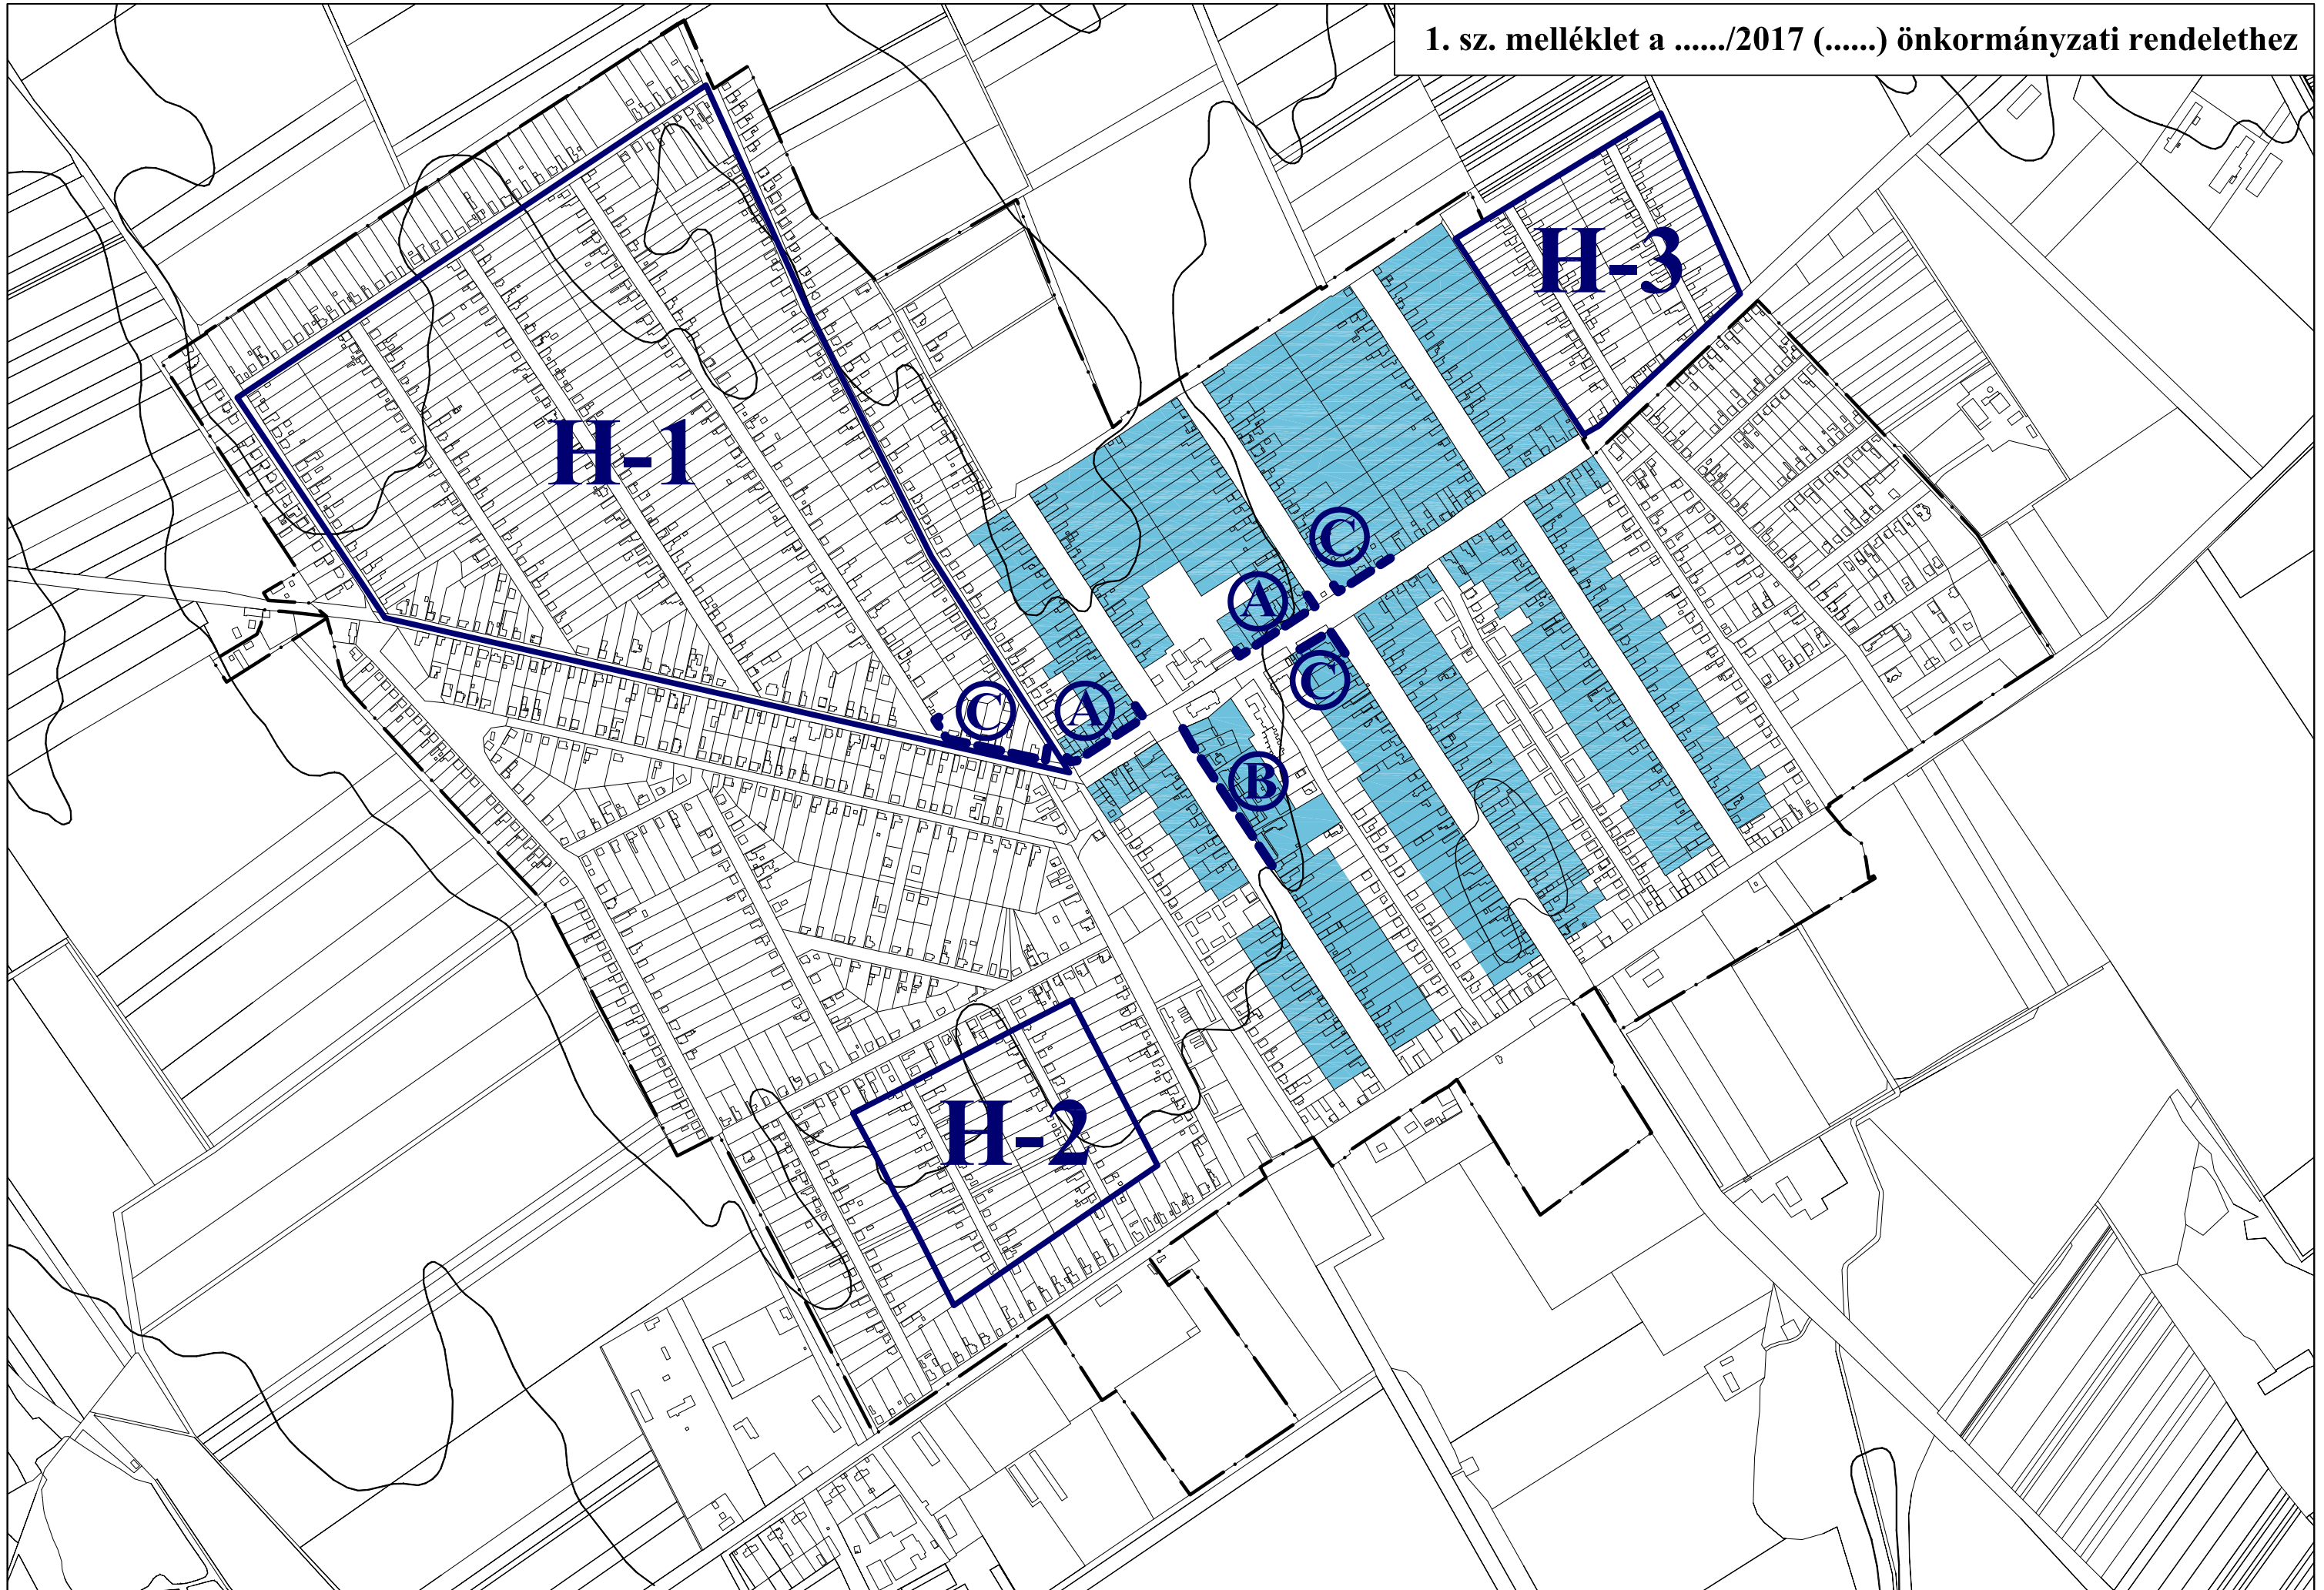 1. sz. melléklet a ....../2017 (......) önkormányzati rendelethez
H-3
H-1
C
A
C
C
A
B
H-2